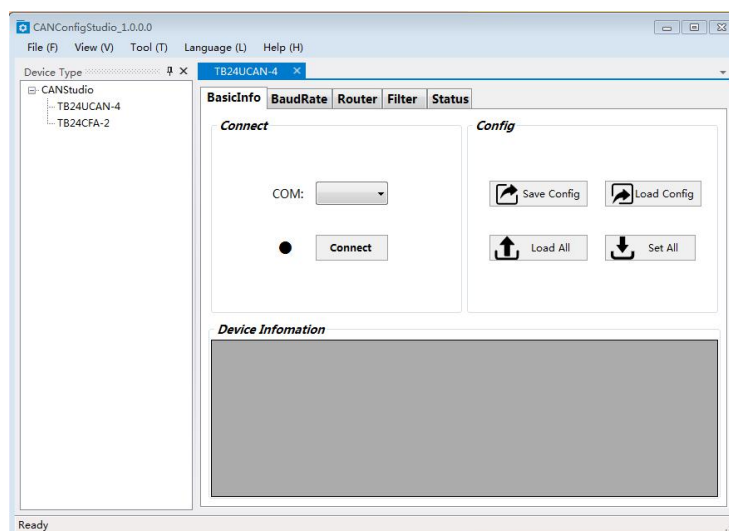 CANConfigStudio_1.0.0.0
File (F) View (V) Tool (T) Language (L) Help (H)
Device Type
CANStudio
TB24UCAN-4
TB24CFA-2
TB24UCAN-4
BasicInfo BaudRate Router Filter Status
Connect
COM:
Connect
Config
Save Config Load Config
Load All Set All
Device Infomation
Ready